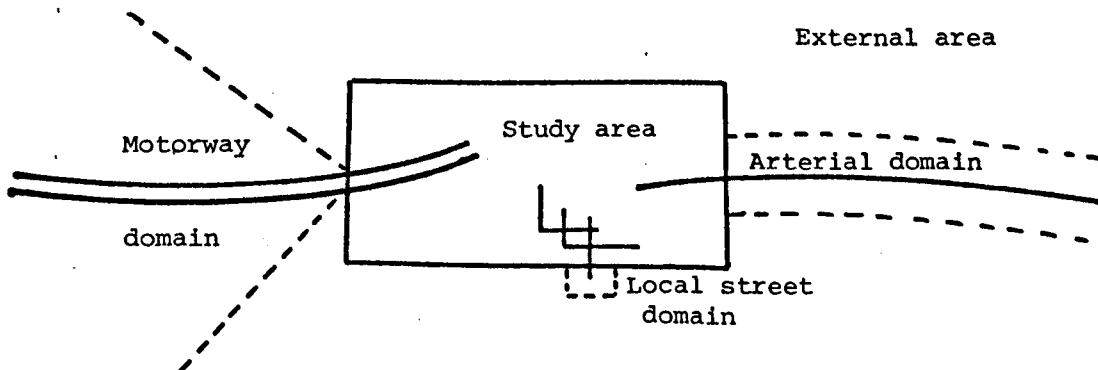 External area
Study area
Motorway
domain
Arterial domain
Local street
domain